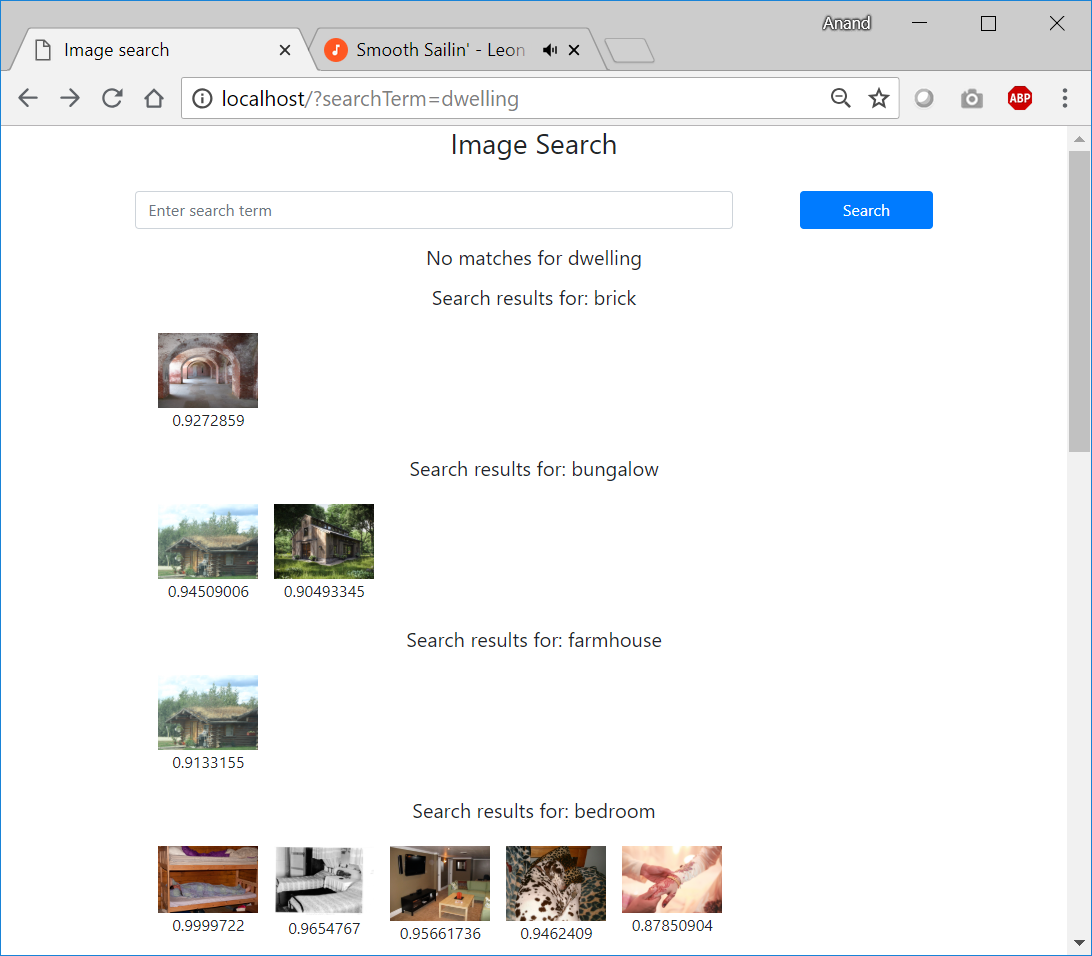 Anand
Image search
Smooth Sailin' - Leon
localhost/?searchTerm=dwelling
ABP
Image Search
Enter search term
Search
No matches for dwelling
Search results for: brick
0.9272859
Search results for: bungalow
0.94509006 0.90493345
Search results for: farmhouse
0.9133155
Search results for: bedroom
0.9999722 0.9654767 0.95661736 0.9462409 0.87850904